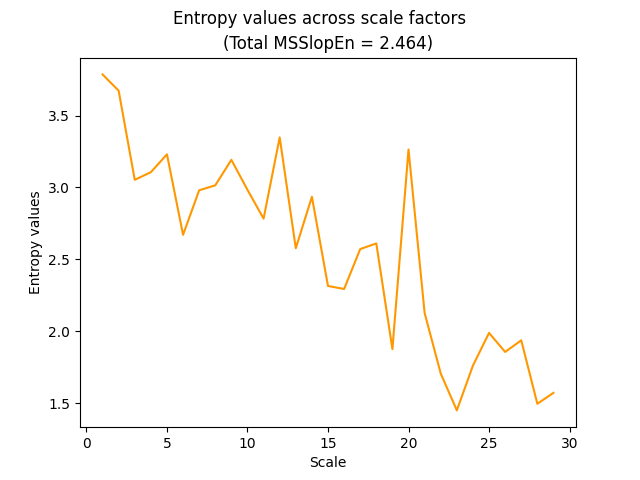 Entropy values across scale factors
(Total MSSlopEn = 2.464)
3.5
3.0
2.5
2.0
1.5
Entropy values
0 5 10 15 20 25 30
Scale